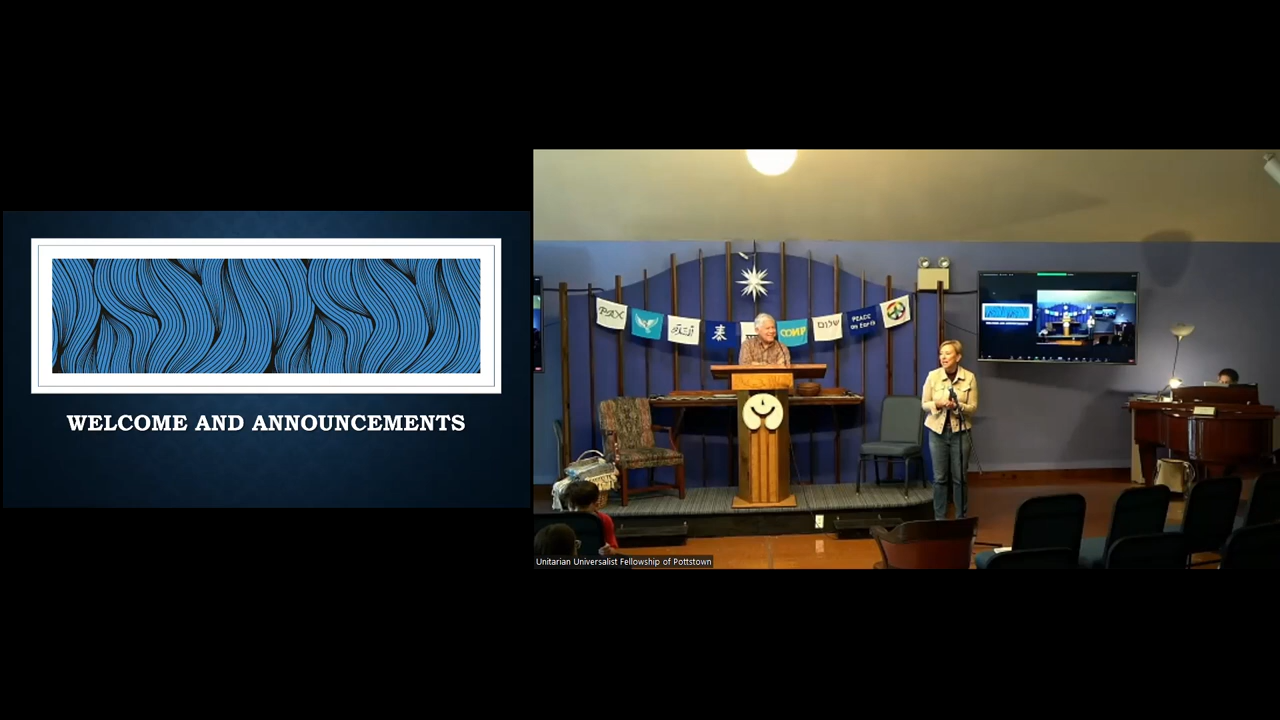 WELCOME AND ANNOUNCEMENTS
PAX
שלום
PEACE
on Earth
Unitarian Universalist Fellowship of Pottstown